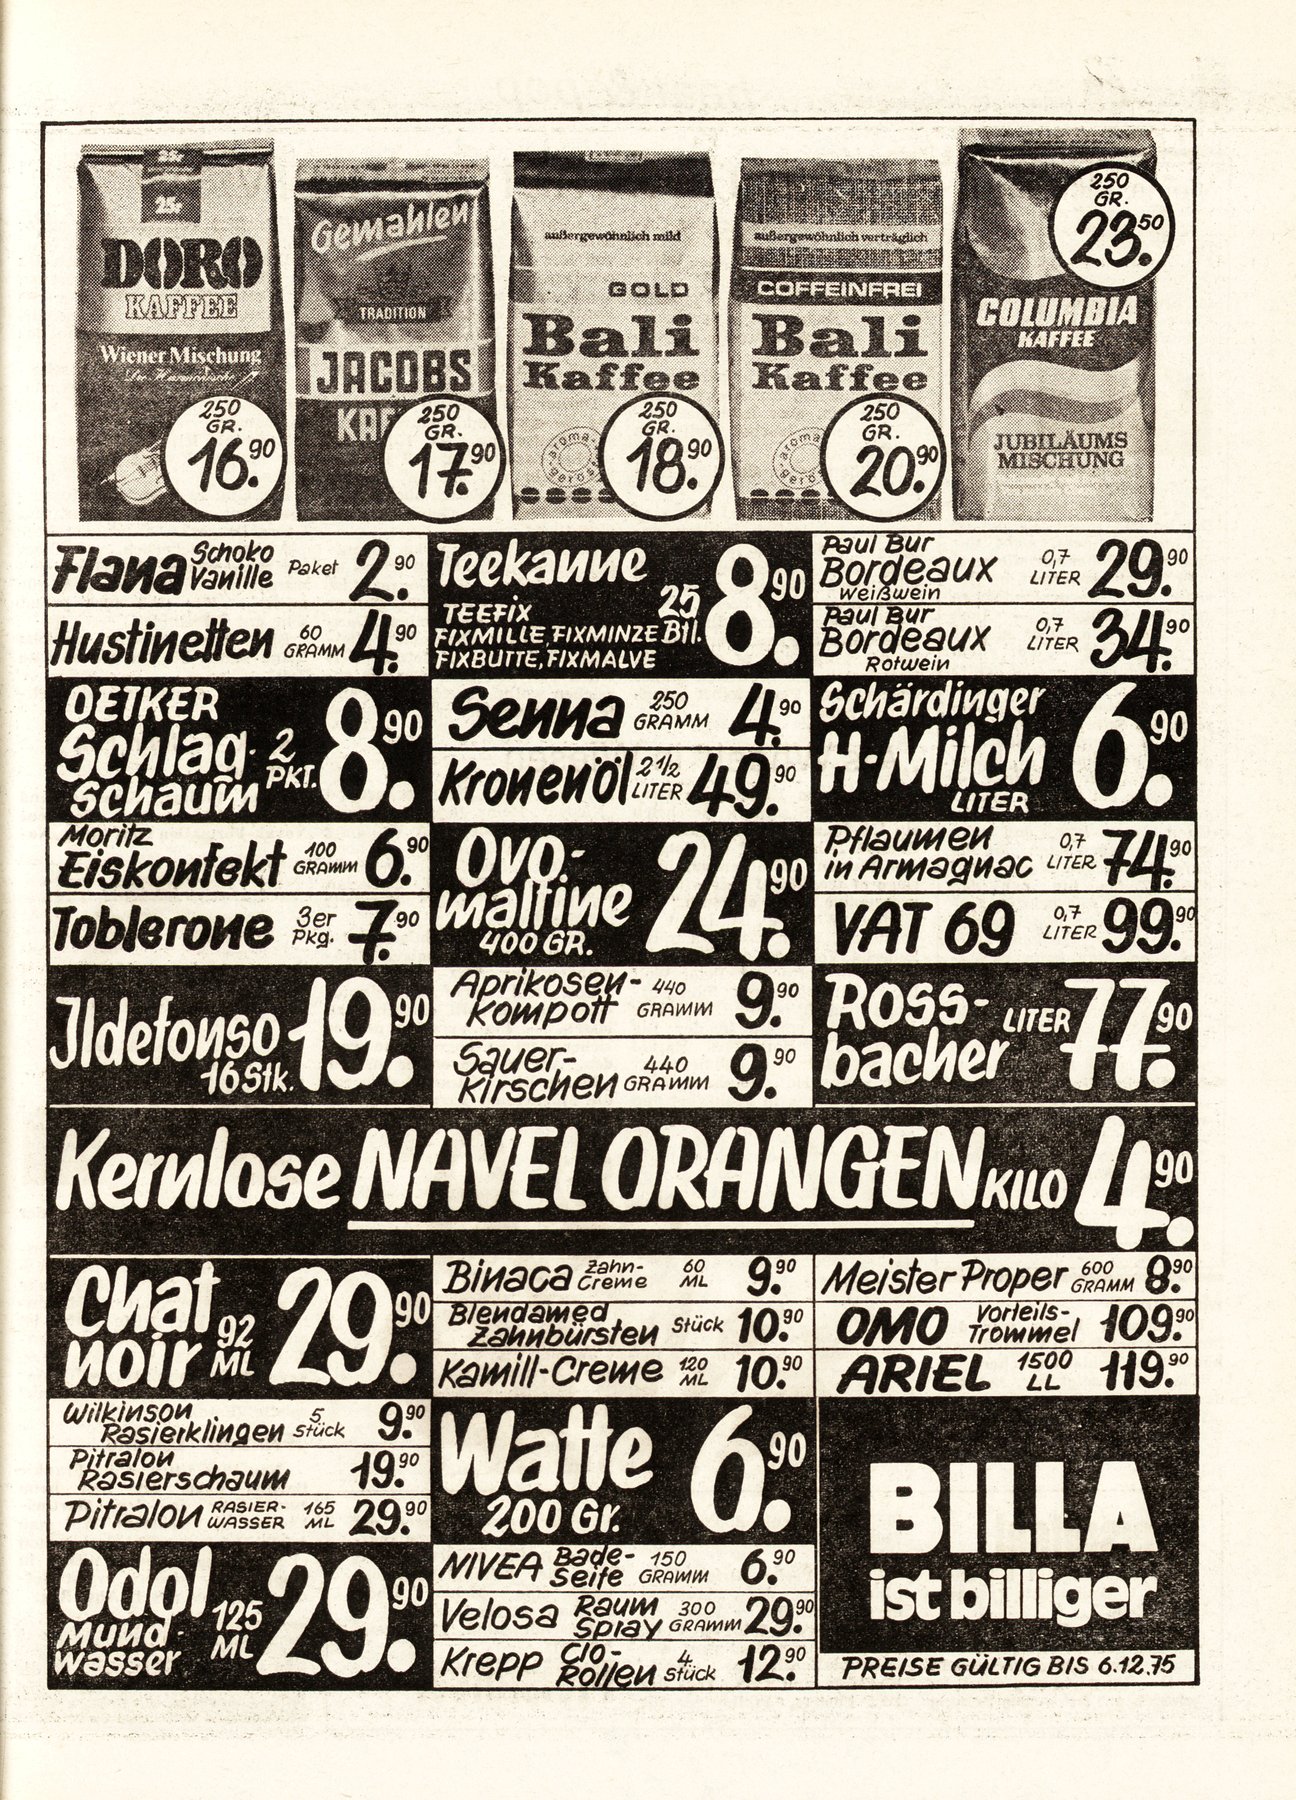 25r
25r
DORO
KAFFEE
Wiener Mischung
250
GR.
16.90
Gemahlen
TRADITION
JACOBS
KAF
250
GR.
17.90
außergewöhnlich mild
GOLD
Bali
Kaffee
250
GR.
18.90
außergewöhnlich verträglich
COFFEINFREI
Bali
Kaffee
250
GR.
20.90
250
GR.
23.50
COLUMBIA
KAFFEE
JUBILÄUMS
MISCHUNG
Flana Schoko Vanille Paket 2.90
Hustinetten 60 GRAMM 4.90
Teekanne
TEEFIX 25
FIXMILLE, FIXMINZE Btl. 8.90
FIXBUTTE, FIXMALVE
Paul Bur
Bordeaux 0,7 LITER 29.90
Weißwein
Paul Bur
Bordeaux 0,7 LITER 34.90
Rotwein
OETKER
Schlag- 2
schaum PKT. 8.90
Senna 250 GRAMM 4.90
Kronenöl 2 1/2 LITER 49.90
Schärdinger
H-Milch 6.90
LITER
Moritz
Eiskonfekt 100 GRAMM 6.90
Toblerone 3er Pkg. 7.90
Ovo-
maltine 24.90
400 GR.
Pflaumen
in Armagnac 0,7 LITER 74.90
VAT 69 0,7 LITER 99.90
Ildefonso 19.90
16 Stk.
Aprikosen-
kompott 440 GRAMM 9.90
Sauer-
kirschen 440 GRAMM 9.90
Ross-
bacher LITER 77.90
Kernlose NAVEL ORANGEN KILO 4.90
Chat
noir 92 ML 29.90
Binaca Zahn-Creme 60 ML 9.90
Blendamed
Zahnbürsten Stück 10.90
Kamill-Creme 120 ML 10.90
Meister Proper 600 GRAMM 8.90
OMO Vorteils-Trommel 109.90
ARIEL 1500 LL 119.90
Wilkinson
Rasierklingen 5 Stück 9.90
Pitralon
Rasierschaum 19.90
Pitralon RASIER-WASSER 165 ML 29.90
Watte 6.90
200 Gr.
Odol
Mund-
wasser 125 ML 29.90
NIVEA Bade-Seife 150 GRAMM 6.90
Velosa Raum Spray 300 GRAMM 29.90
Krepp Clo-Rollen 4 Stück 12.90
BILLA
ist billiger
PREISE GÜLTIG BIS 6.12.75